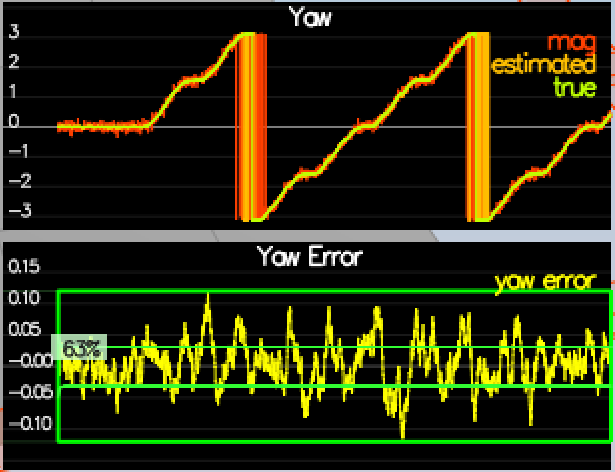 Yaw
3
mag
2
estimated
1
true
0
−1
−2
−3
Yaw Error
0.15
yaw error
0.10
0.05
63%
−0.00
−0.05
−0.10